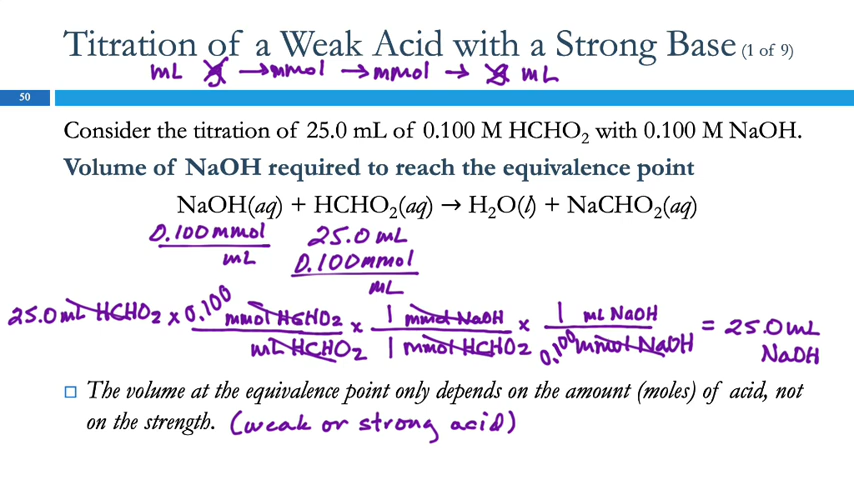 Titration of a Weak Acid with a Strong Base (1 of 9)
mL g → mmol → mmol → g mL
50
Consider the titration of 25.0 mL of 0.100 M HCHO₂ with 0.100 M NaOH.
Volume of NaOH required to reach the equivalence point
NaOH(aq) + HCHO₂(aq) → H₂O(l) + NaCHO₂(aq)
0.100 mmol 25.0 mL
mL 0.100 mmol
mL
25.0 mL HCHO₂ x 0.100 mmol HCHO₂ x 1 mmol NaOH x 1 mL NaOH = 25.0 mL
mL HCHO₂ 1 mmol HCHO₂ 0.100 mmol NaOH NaOH
The volume at the equivalence point only depends on the amount (moles) of acid, not
on the strength. (weak or strong acid)